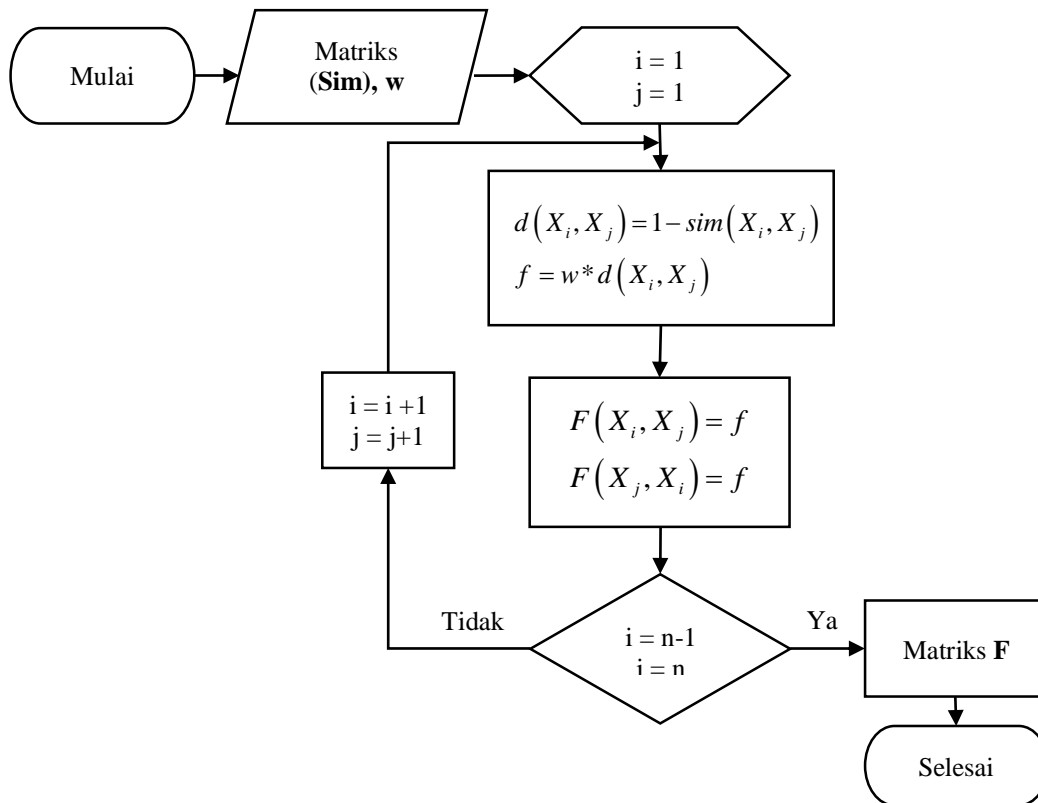 Mulai
Matriks
(Sim), w
i = 1
j = 1
d(X_i, X_j) = 1 − sim(X_i, X_j)
f = w * d(X_i, X_j)
i = i +1
j = j+1
F(X_i, X_j) = f
F(X_j, X_i) = f
Tidak
i = n-1
j = n
Ya
Matriks F
Selesai